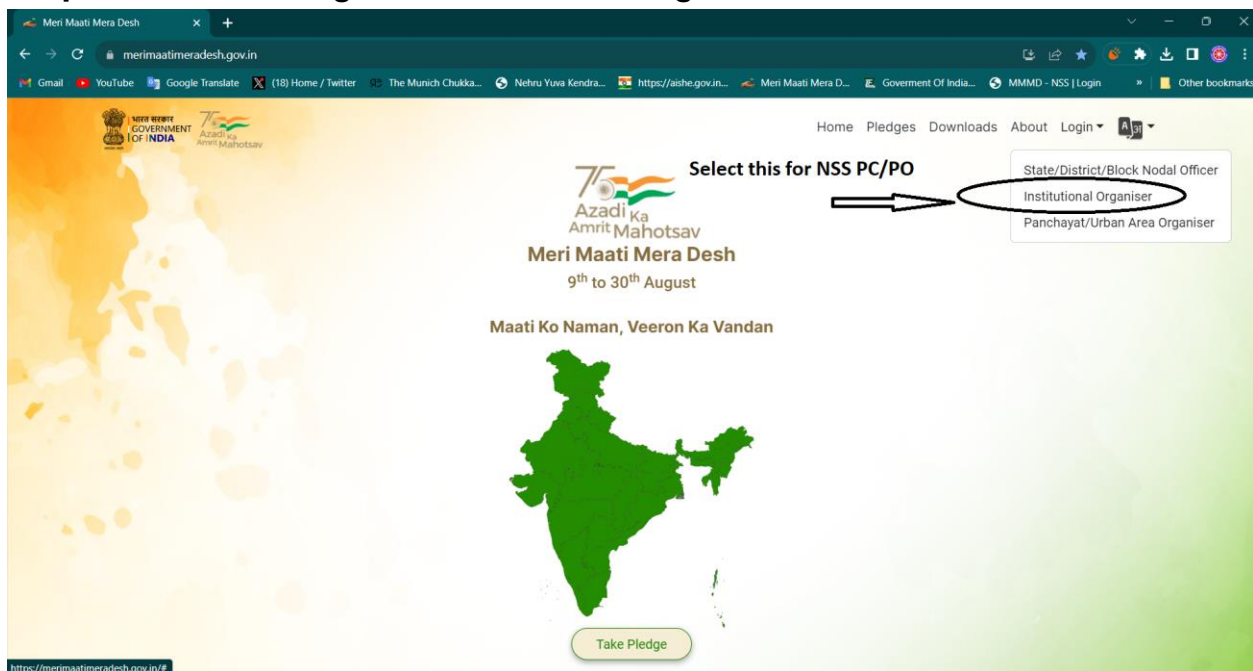 Meri Maati Mera Desh
merimaatimeradesh.gov.in
Gmail YouTube Google Translate (18) Home / Twitter The Munich Chukka... Nehru Yuva Kendra... https://aishe.gov.in... Meri Maati Mera D... Goverment Of India... MMMD - NSS | Login » Other bookmarks
भारत सरकार
GOVERNMENT
OF INDIA
75
Azadi Ka
Amrit Mahotsav
Home Pledges Downloads About Login
A अ
State/District/Block Nodal Officer
Institutional Organiser
Panchayat/Urban Area Organiser
Select this for NSS PC/PO
75
Azadi Ka
Amrit Mahotsav
Meri Maati Mera Desh
9th to 30th August
Maati Ko Naman, Veeron Ka Vandan
Take Pledge
https://merimaatimeradesh.gov.in/#